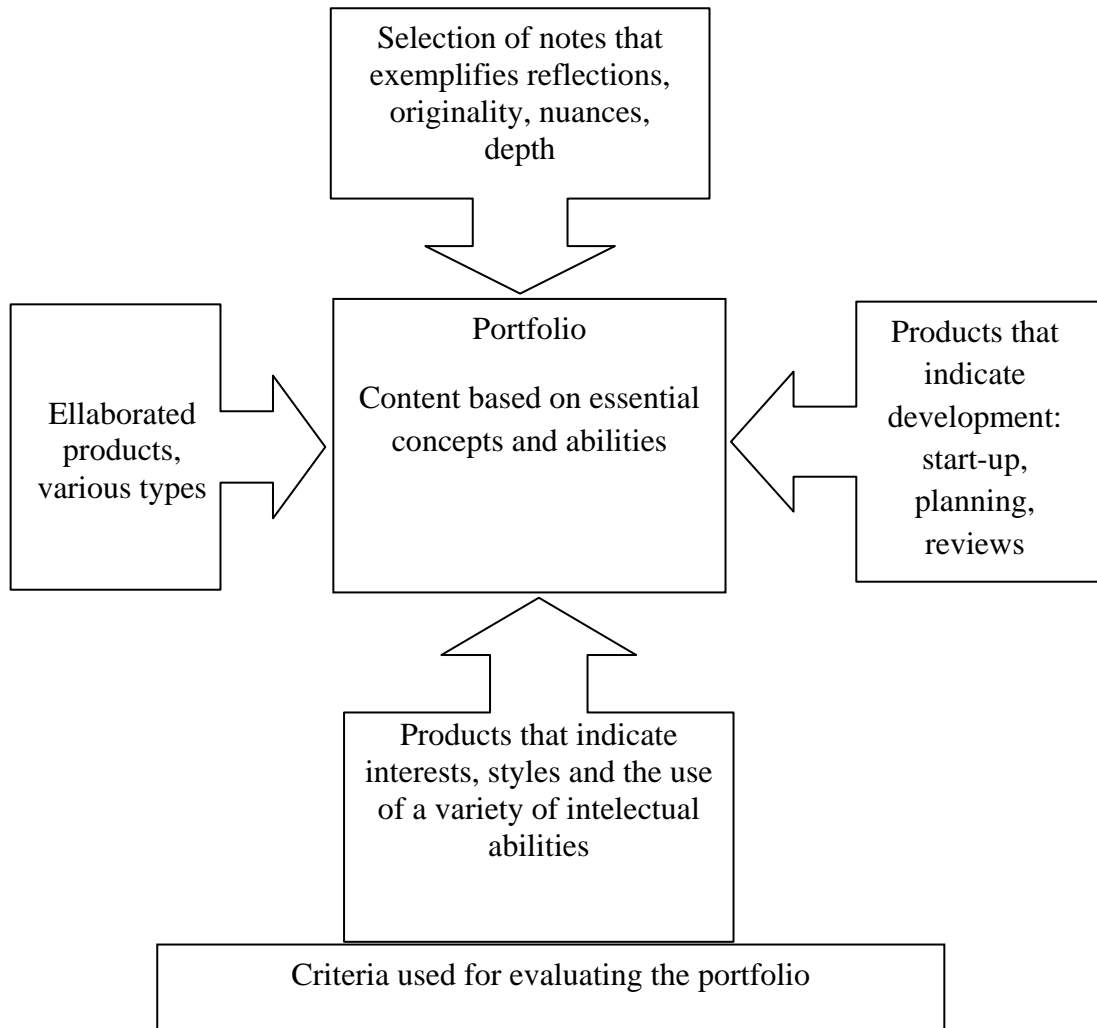 Selection of notes that
exemplifies reflections,
originality, nuances,
depth
Portfolio
Content based on essential
concepts and abilities
Ellaborated
products,
various types
Products that
indicate
development:
start-up,
planning,
reviews
Products that indicate
interests, styles and the use
of a variety of intelectual
abilities
Criteria used for evaluating the portfolio